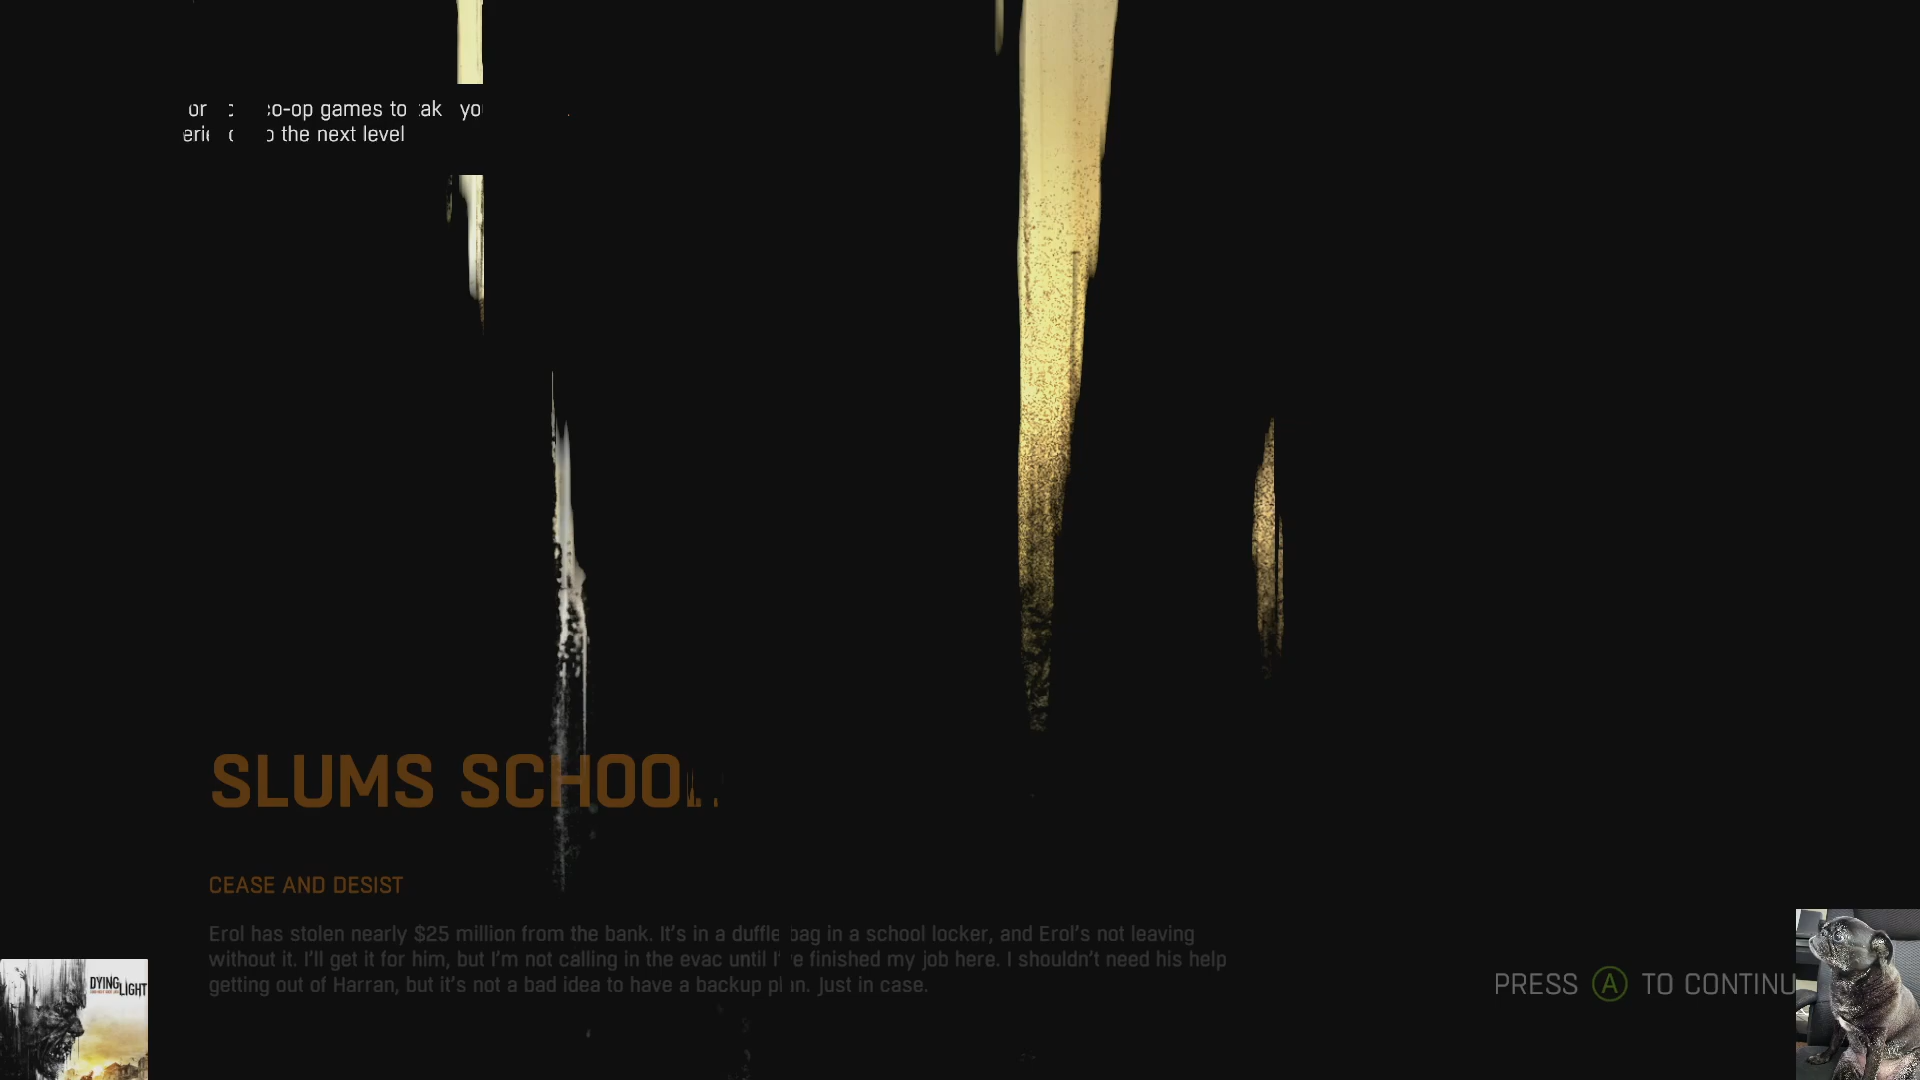 co-op games to
the next level
SLUMS SCHOOL
CEASE AND DESIST
Erol has stolen nearly $25 million from the bank. It's in a duffle bag in a school locker, and Erol's not leaving
without it. I'll get it for him, but I'm not calling in the evac until I've finished my job here. I shouldn't need his help
getting out of Harran, but it's not a bad idea to have a backup plan. Just in case.
PRESS A TO CONTINU
DYING
LIGHT